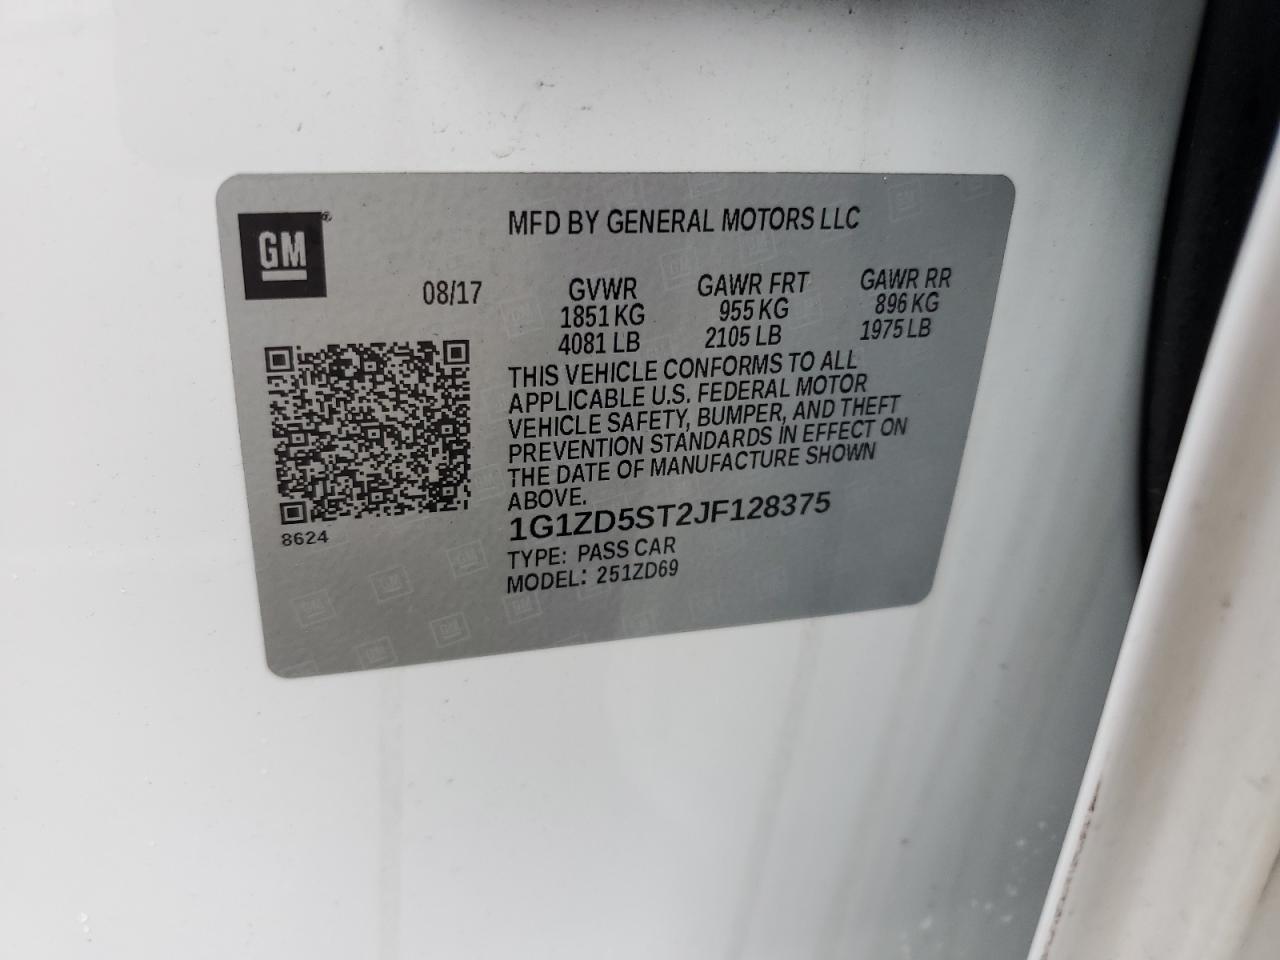 GM
MFD BY GENERAL MOTORS LLC
08/17
GVWR GAWR FRT GAWR RR
1851 KG 955 KG 896 KG
4081 LB 2105 LB 1975 LB
THIS VEHICLE CONFORMS TO ALL
APPLICABLE U.S. FEDERAL MOTOR
VEHICLE SAFETY, BUMPER, AND THEFT
PREVENTION STANDARDS IN EFFECT ON
THE DATE OF MANUFACTURE SHOWN
ABOVE.
8624
1G1ZD5ST2JF128375
TYPE: PASS CAR
MODEL: 251ZD69